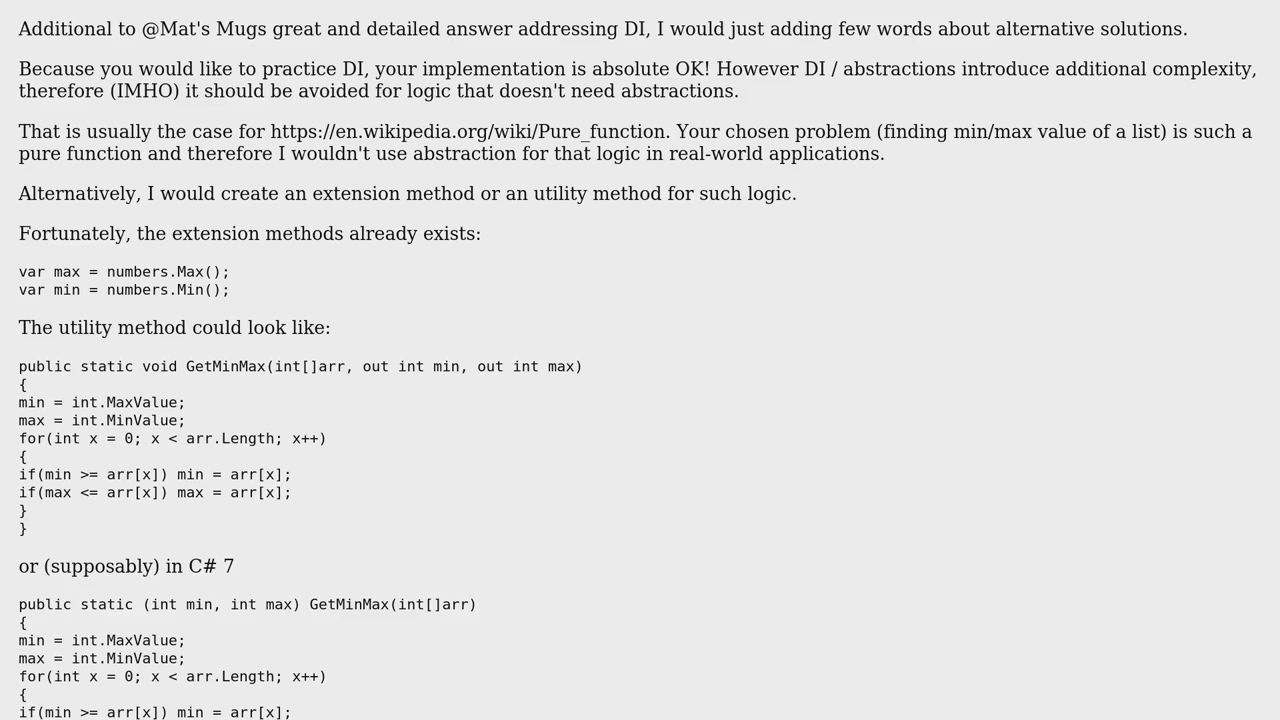 Additional to @Mat's Mugs great and detailed answer addressing DI, I would just adding few words about alternative solutions.
Because you would like to practice DI, your implementation is absolute OK! However DI / abstractions introduce additional complexity,
therefore (IMHO) it should be avoided for logic that doesn't need abstractions.
That is usually the case for https://en.wikipedia.org/wiki/Pure_function. Your chosen problem (finding min/max value of a list) is such a
pure function and therefore I wouldn't use abstraction for that logic in real-world applications.
Alternatively, I would create an extension method or an utility method for such logic.
Fortunately, the extension methods already exists:
var max = numbers.Max();
var min = numbers.Min();
The utility method could look like:
public static void GetMinMax(int[]arr, out int min, out int max)
{
min = int.MaxValue;
max = int.MinValue;
for(int x = 0; x < arr.Length; x++)
{
if(min >= arr[x]) min = arr[x];
if(max <= arr[x]) max = arr[x];
}
}
or (supposably) in C# 7
public static (int min, int max) GetMinMax(int[]arr)
{
min = int.MaxValue;
max = int.MinValue;
for(int x = 0; x < arr.Length; x++)
{
if(min >= arr[x]) min = arr[x];